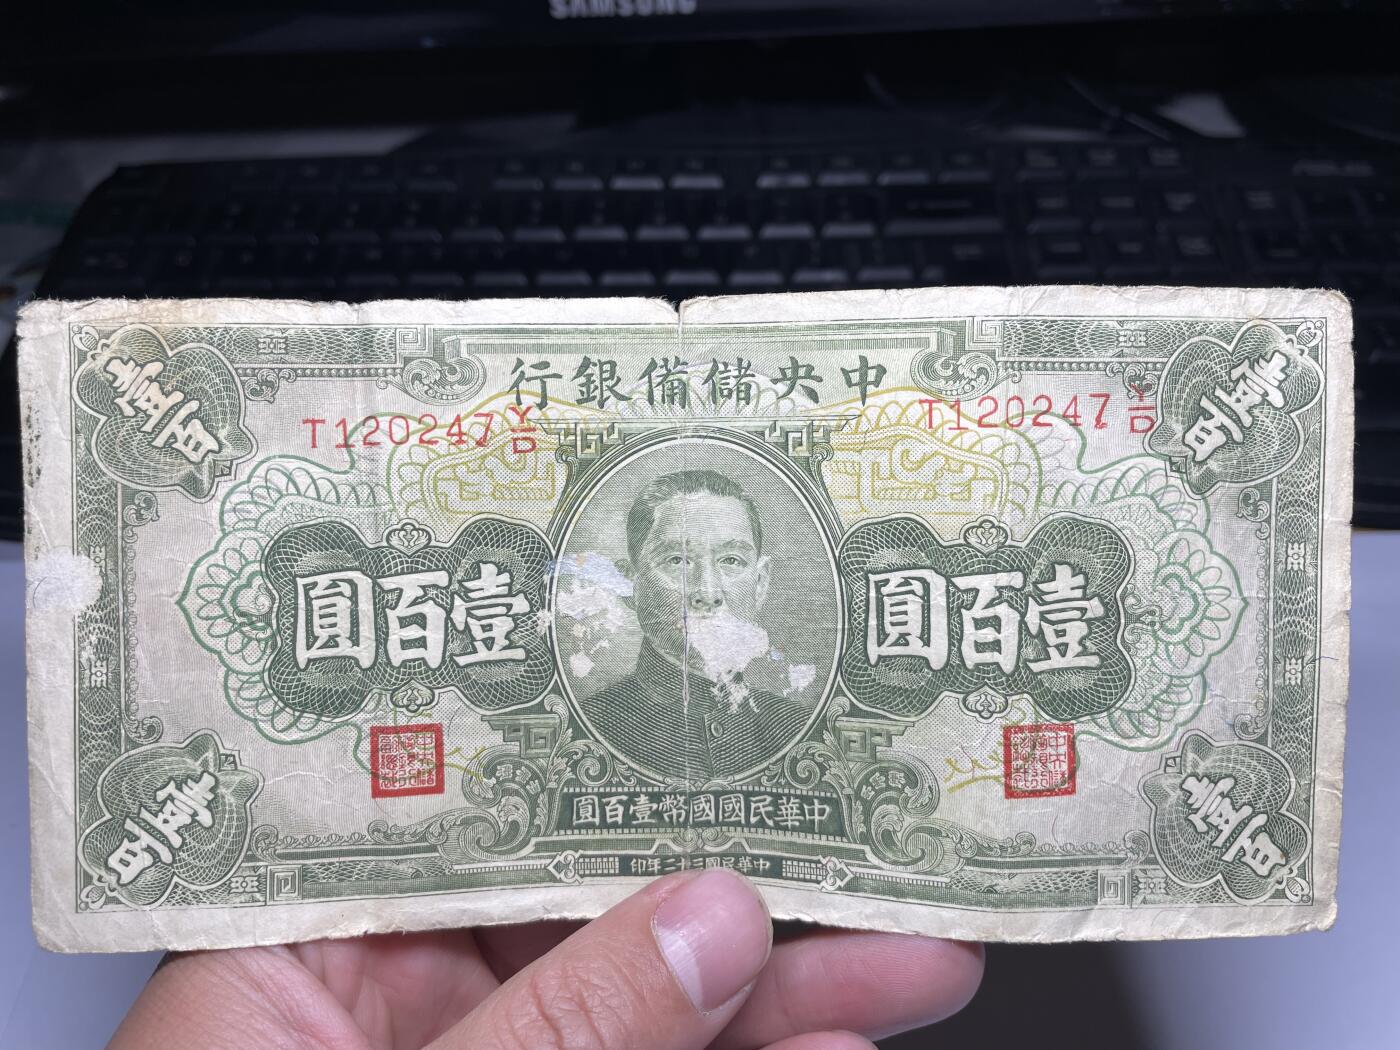 SAMSUNG
中央儲備銀行
T120247 Y/D
T120247 Y/D
壹百
壹百
壹百圓
壹百圓
中華民國國幣壹百圓
中華民國三十二年印
壹百
壹百